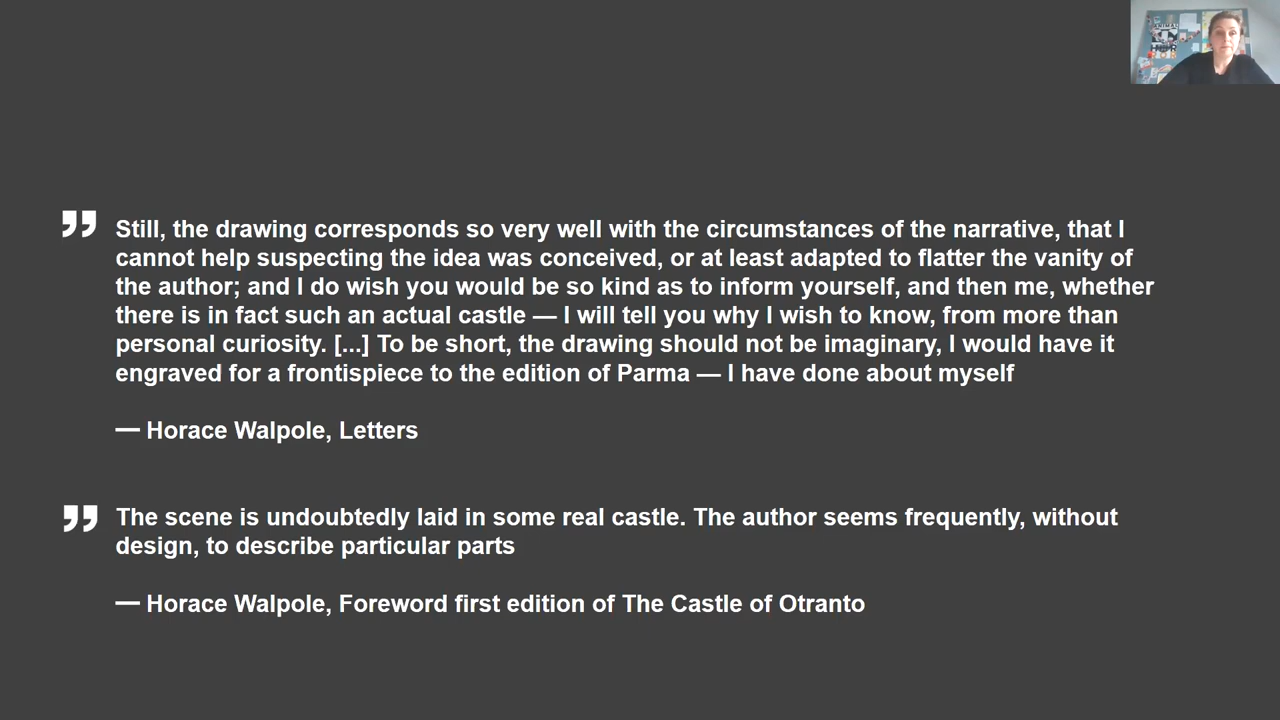 Still, the drawing corresponds so very well with the circumstances of the narrative, that I
cannot help suspecting the idea was conceived, or at least adapted to flatter the vanity of
the author; and I do wish you would be so kind as to inform yourself, and then me, whether
there is in fact such an actual castle — I will tell you why I wish to know, from more than
personal curiosity. [...] To be short, the drawing should not be imaginary, I would have it
engraved for a frontispiece to the edition of Parma — I have done about myself
— Horace Walpole, Letters
The scene is undoubtedly laid in some real castle. The author seems frequently, without
design, to describe particular parts
— Horace Walpole, Foreword first edition of The Castle of Otranto